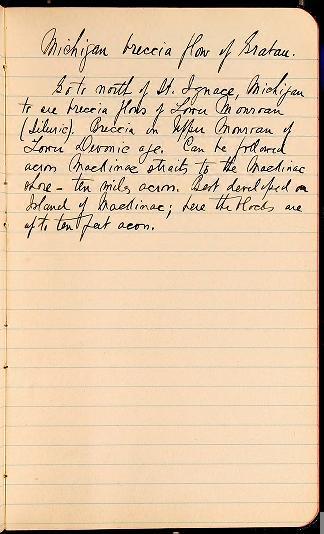 Michigan breccia flow of Grabau.
Go to north of St. Ignace, Michigan
to see breccia flows of Lower Monroan
(Siluric). Breccia in Upper Monroan of
Lower Devonic age. Can be followed
across Mackinac straits to the Mackinac
shore - ten miles across. Best developed on
Island of Mackinac; here the blocks are
up to ten feet across.